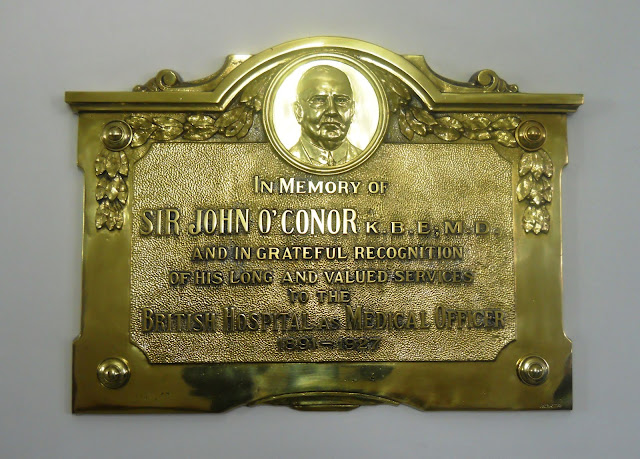 IN MEMORY OF
SIR JOHN O'CONOR K.B.E; M.D.,
AND IN GRATEFUL RECOGNITION
OF HIS LONG AND VALUED SERVICES
TO THE
BRITISH HOSPITAL AS MEDICAL OFFICER
1891-1927